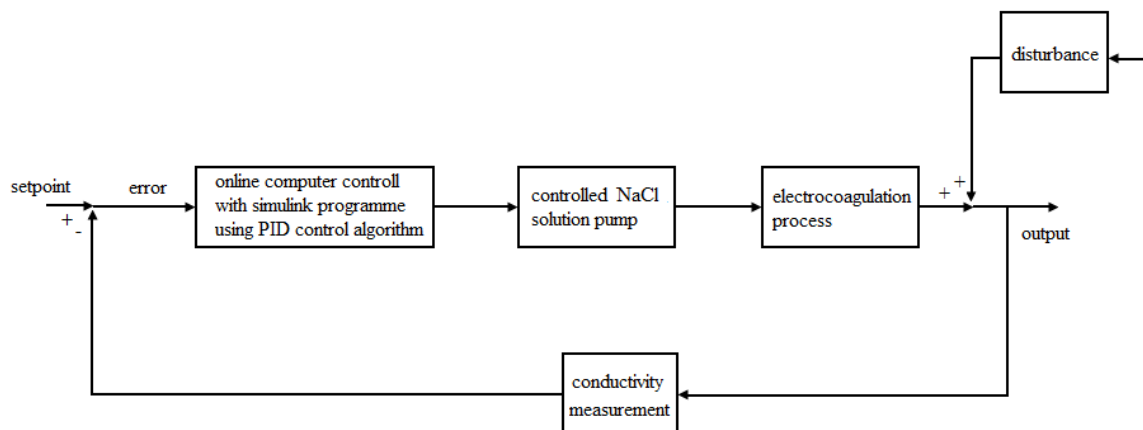 disturbance
setpoint
error
online computer controll
with simulink programme
using PID control algorithm
controlled NaCl
solution pump
electrocoagulation
process
+
+
+
-
output
conductivity
measurement